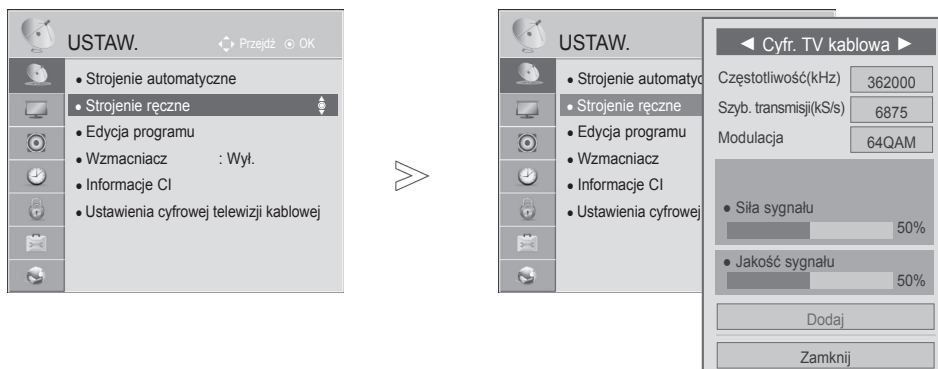 USTAW.
Przejdź OK
• Strojenie automatyczne
• Strojenie ręczne
• Edycja programu
• Wzmacniacz : Wył.
• Informacje CI
• Ustawienia cyfrowej telewizji kablowej
USTAW.
• Strojenie automatyc
• Strojenie ręczne
• Edycja programu
• Wzmacniacz
• Informacje CI
• Ustawienia cyfrowej
◄ Cyfr. TV kablowa ►
Częstotliwość(kHz) 362000
Szyb. transmisji(kS/s) 6875
Modulacja 64QAM
• Siła sygnału
50%
• Jakość sygnału
50%
Dodaj
Zamknij